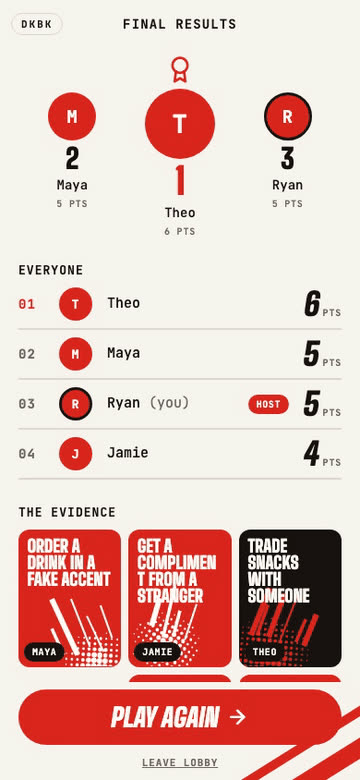 DKBK
FINAL RESULTS
M
T
R
2
1
3
Maya
Theo
Ryan
5 PTS
6 PTS
5 PTS
EVERYONE
01 T Theo 6 PTS
02 M Maya 5 PTS
03 R Ryan (you) HOST 5 PTS
04 J Jamie 4 PTS
THE EVIDENCE
ORDER A
DRINK IN A
FAKE ACCENT
MAYA
GET A
COMPLIMEN
T FROM A
STRANGER
JAMIE
TRADE
SNACKS
WITH
SOMEONE
THEO
PLAY AGAIN →
LEAVE LOBBY